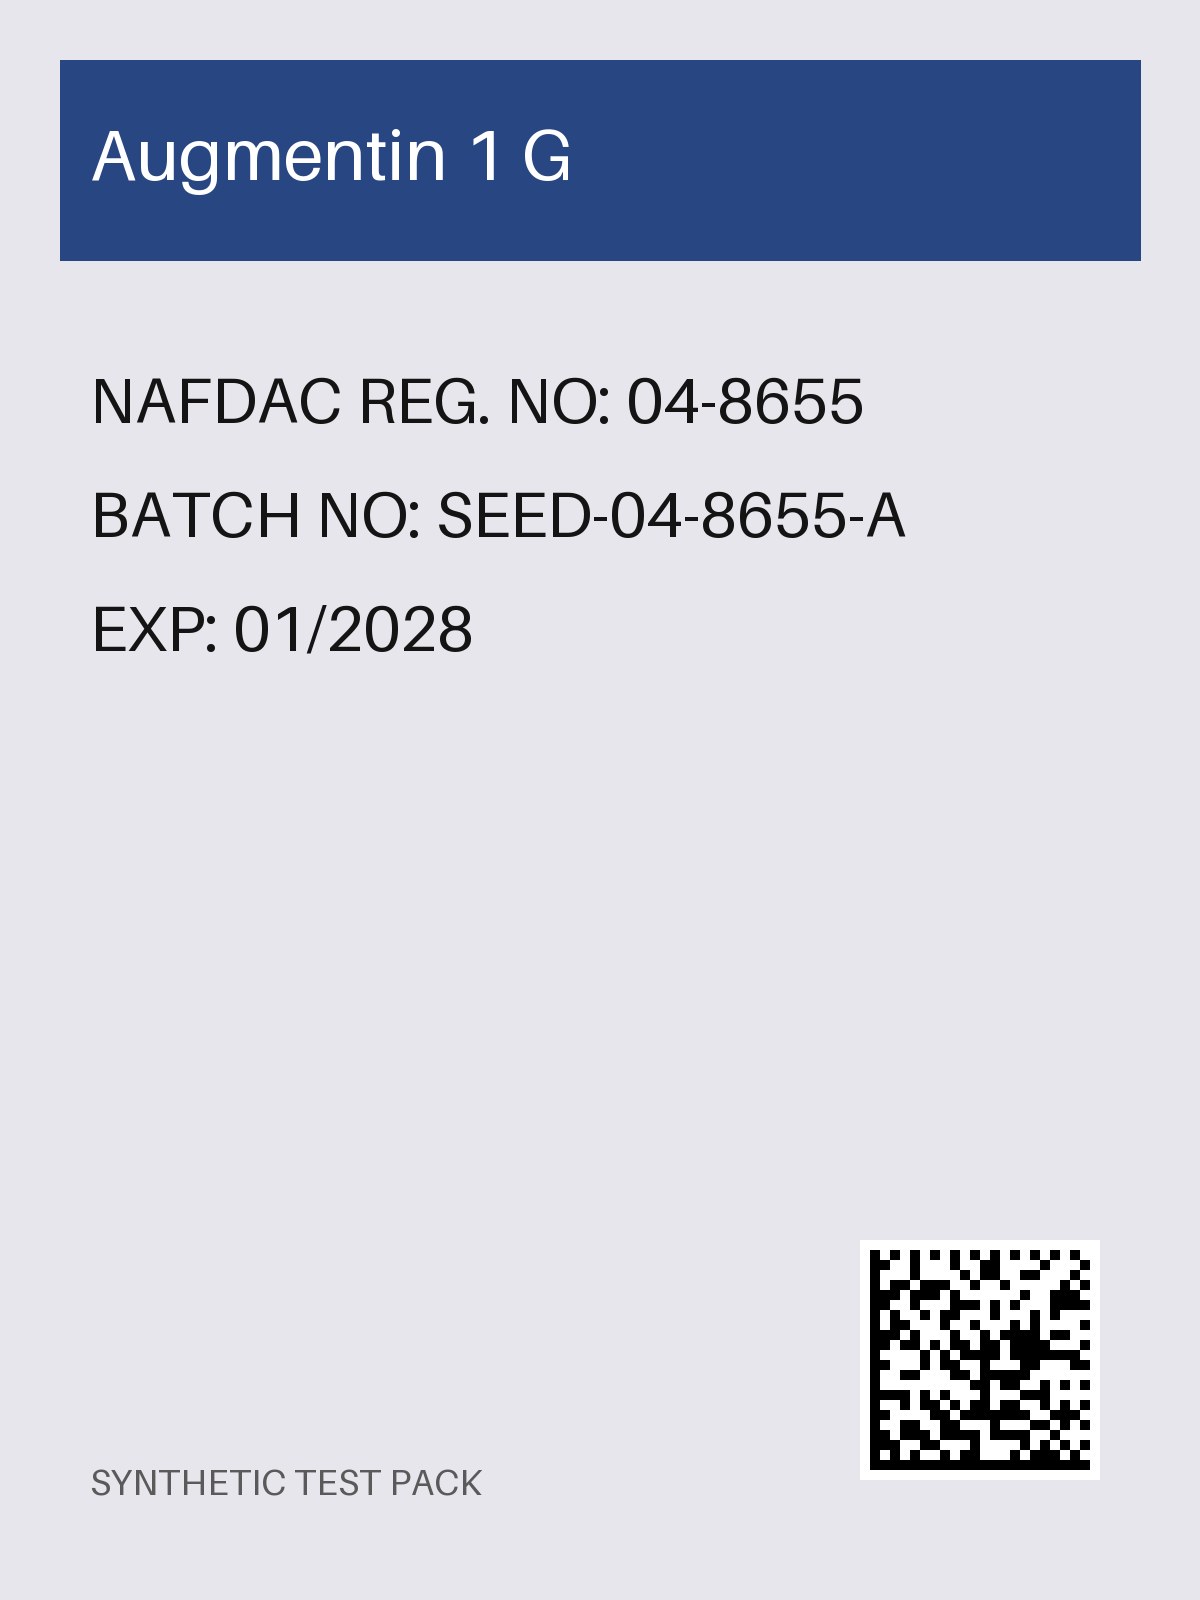 Augmentin 1 G
NAFDAC REG. NO: 04-8655
BATCH NO: SEED-04-8655-A
EXP: 01/2028
SYNTHETIC TEST PACK